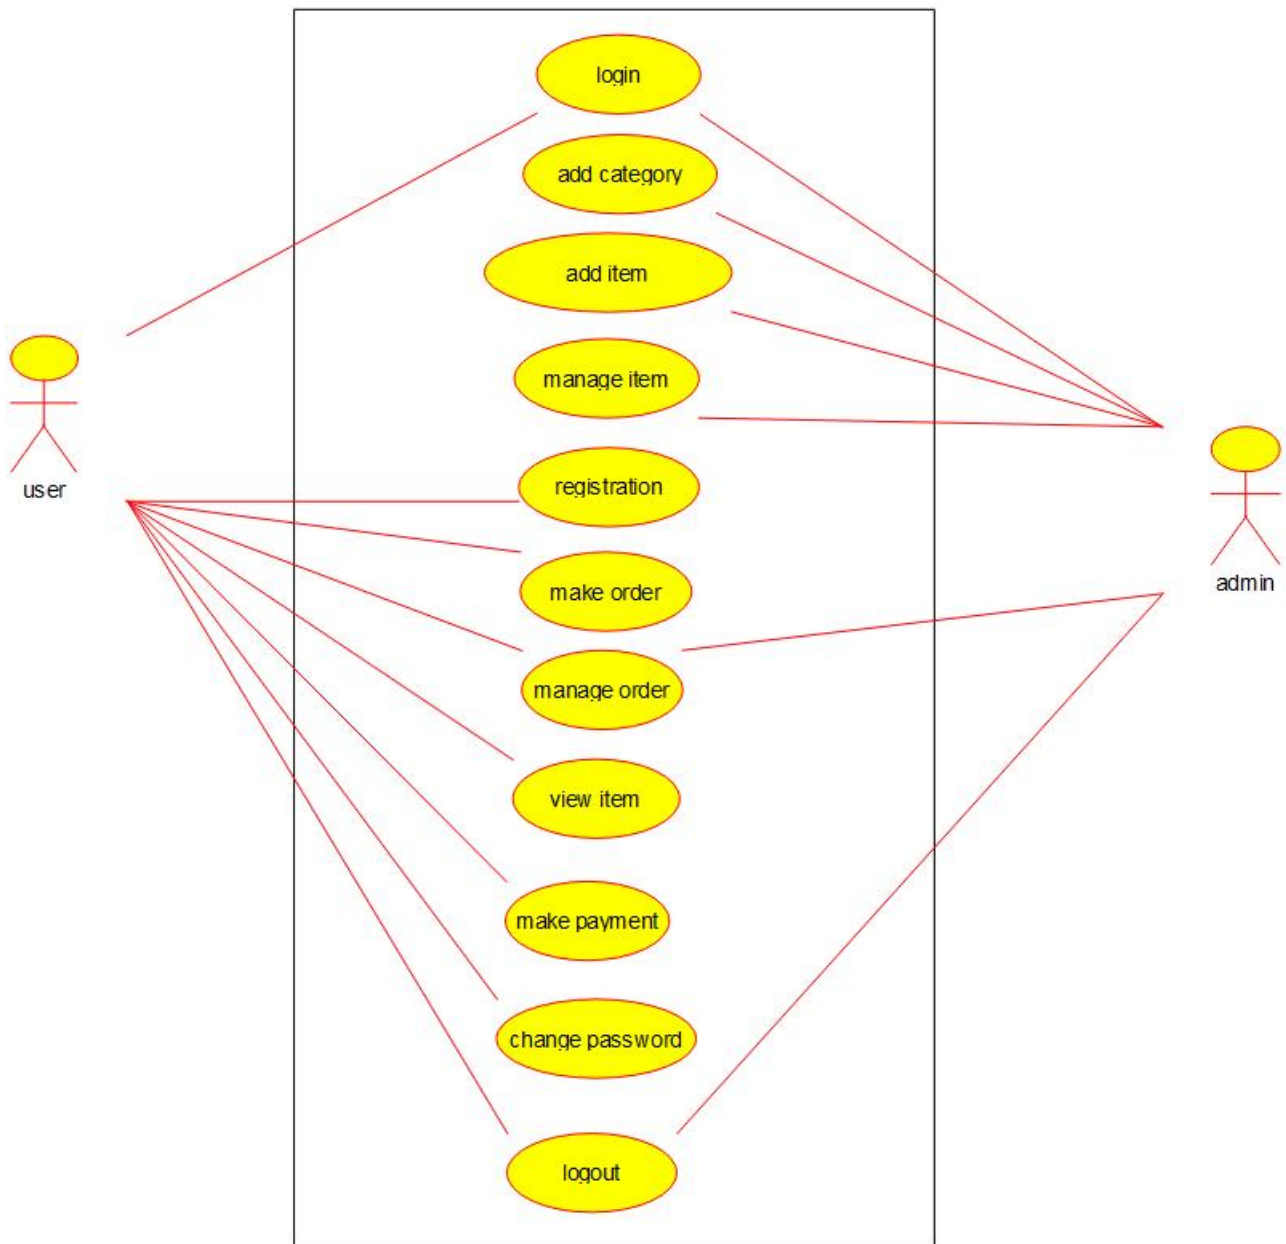 login
add category
add item
manage item
user
registration
admin
make order
manage order
view item
make payment
change password
logout